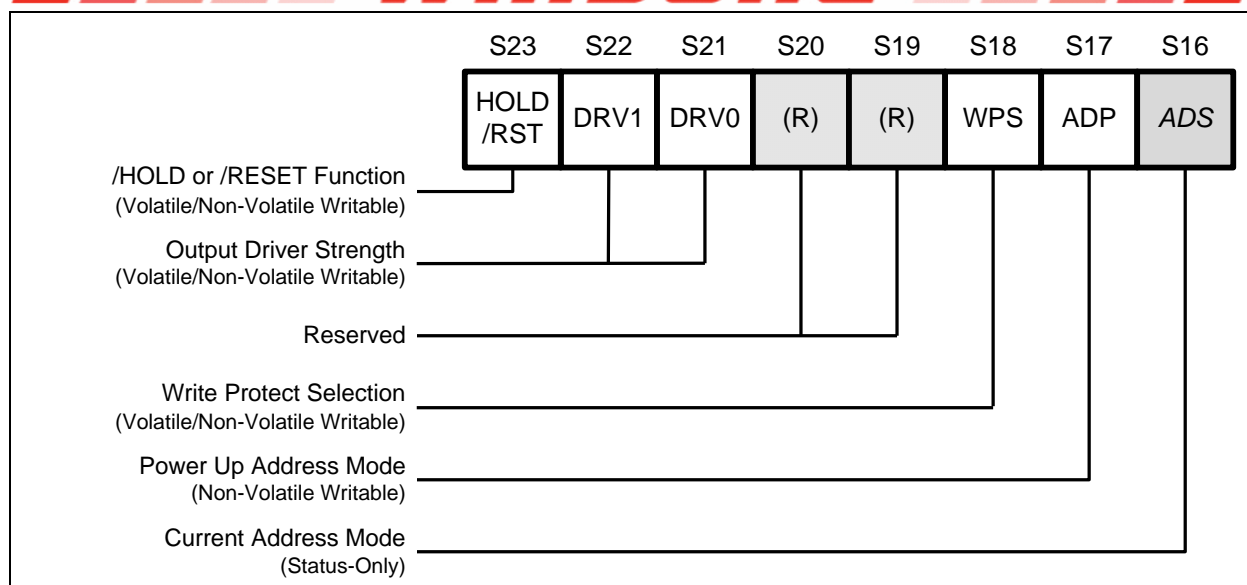 S23 S22 S21 S20 S19 S18 S17 S16
HOLD
/RST DRV1 DRV0 (R) (R) WPS ADP ADS
/HOLD or /RESET Function
(Volatile/Non-Volatile Writable)
Output Driver Strength
(Volatile/Non-Volatile Writable)
Reserved
Write Protect Selection
(Volatile/Non-Volatile Writable)
Power Up Address Mode
(Non-Volatile Writable)
Current Address Mode
(Status-Only)